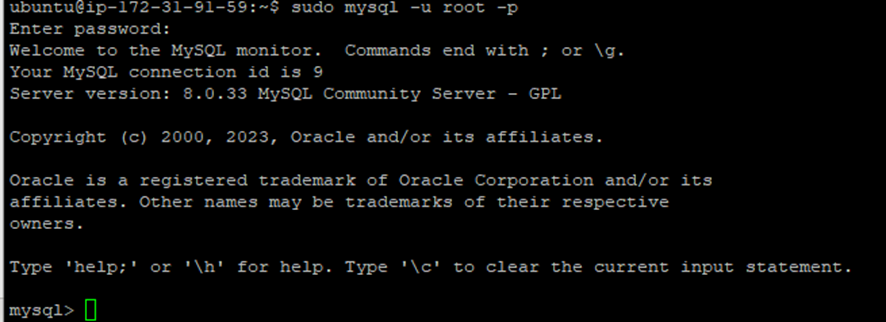 ubuntu@ip-172-31-91-59:~$ sudo mysql -u root -p
Enter password:
Welcome to the MySQL monitor.  Commands end with ; or \g.
Your MySQL connection id is 9
Server version: 8.0.33 MySQL Community Server - GPL

Copyright (c) 2000, 2023, Oracle and/or its affiliates.

Oracle is a registered trademark of Oracle Corporation and/or its
affiliates. Other names may be trademarks of their respective
owners.

Type 'help;' or '\h' for help. Type '\c' to clear the current input statement.

mysql>